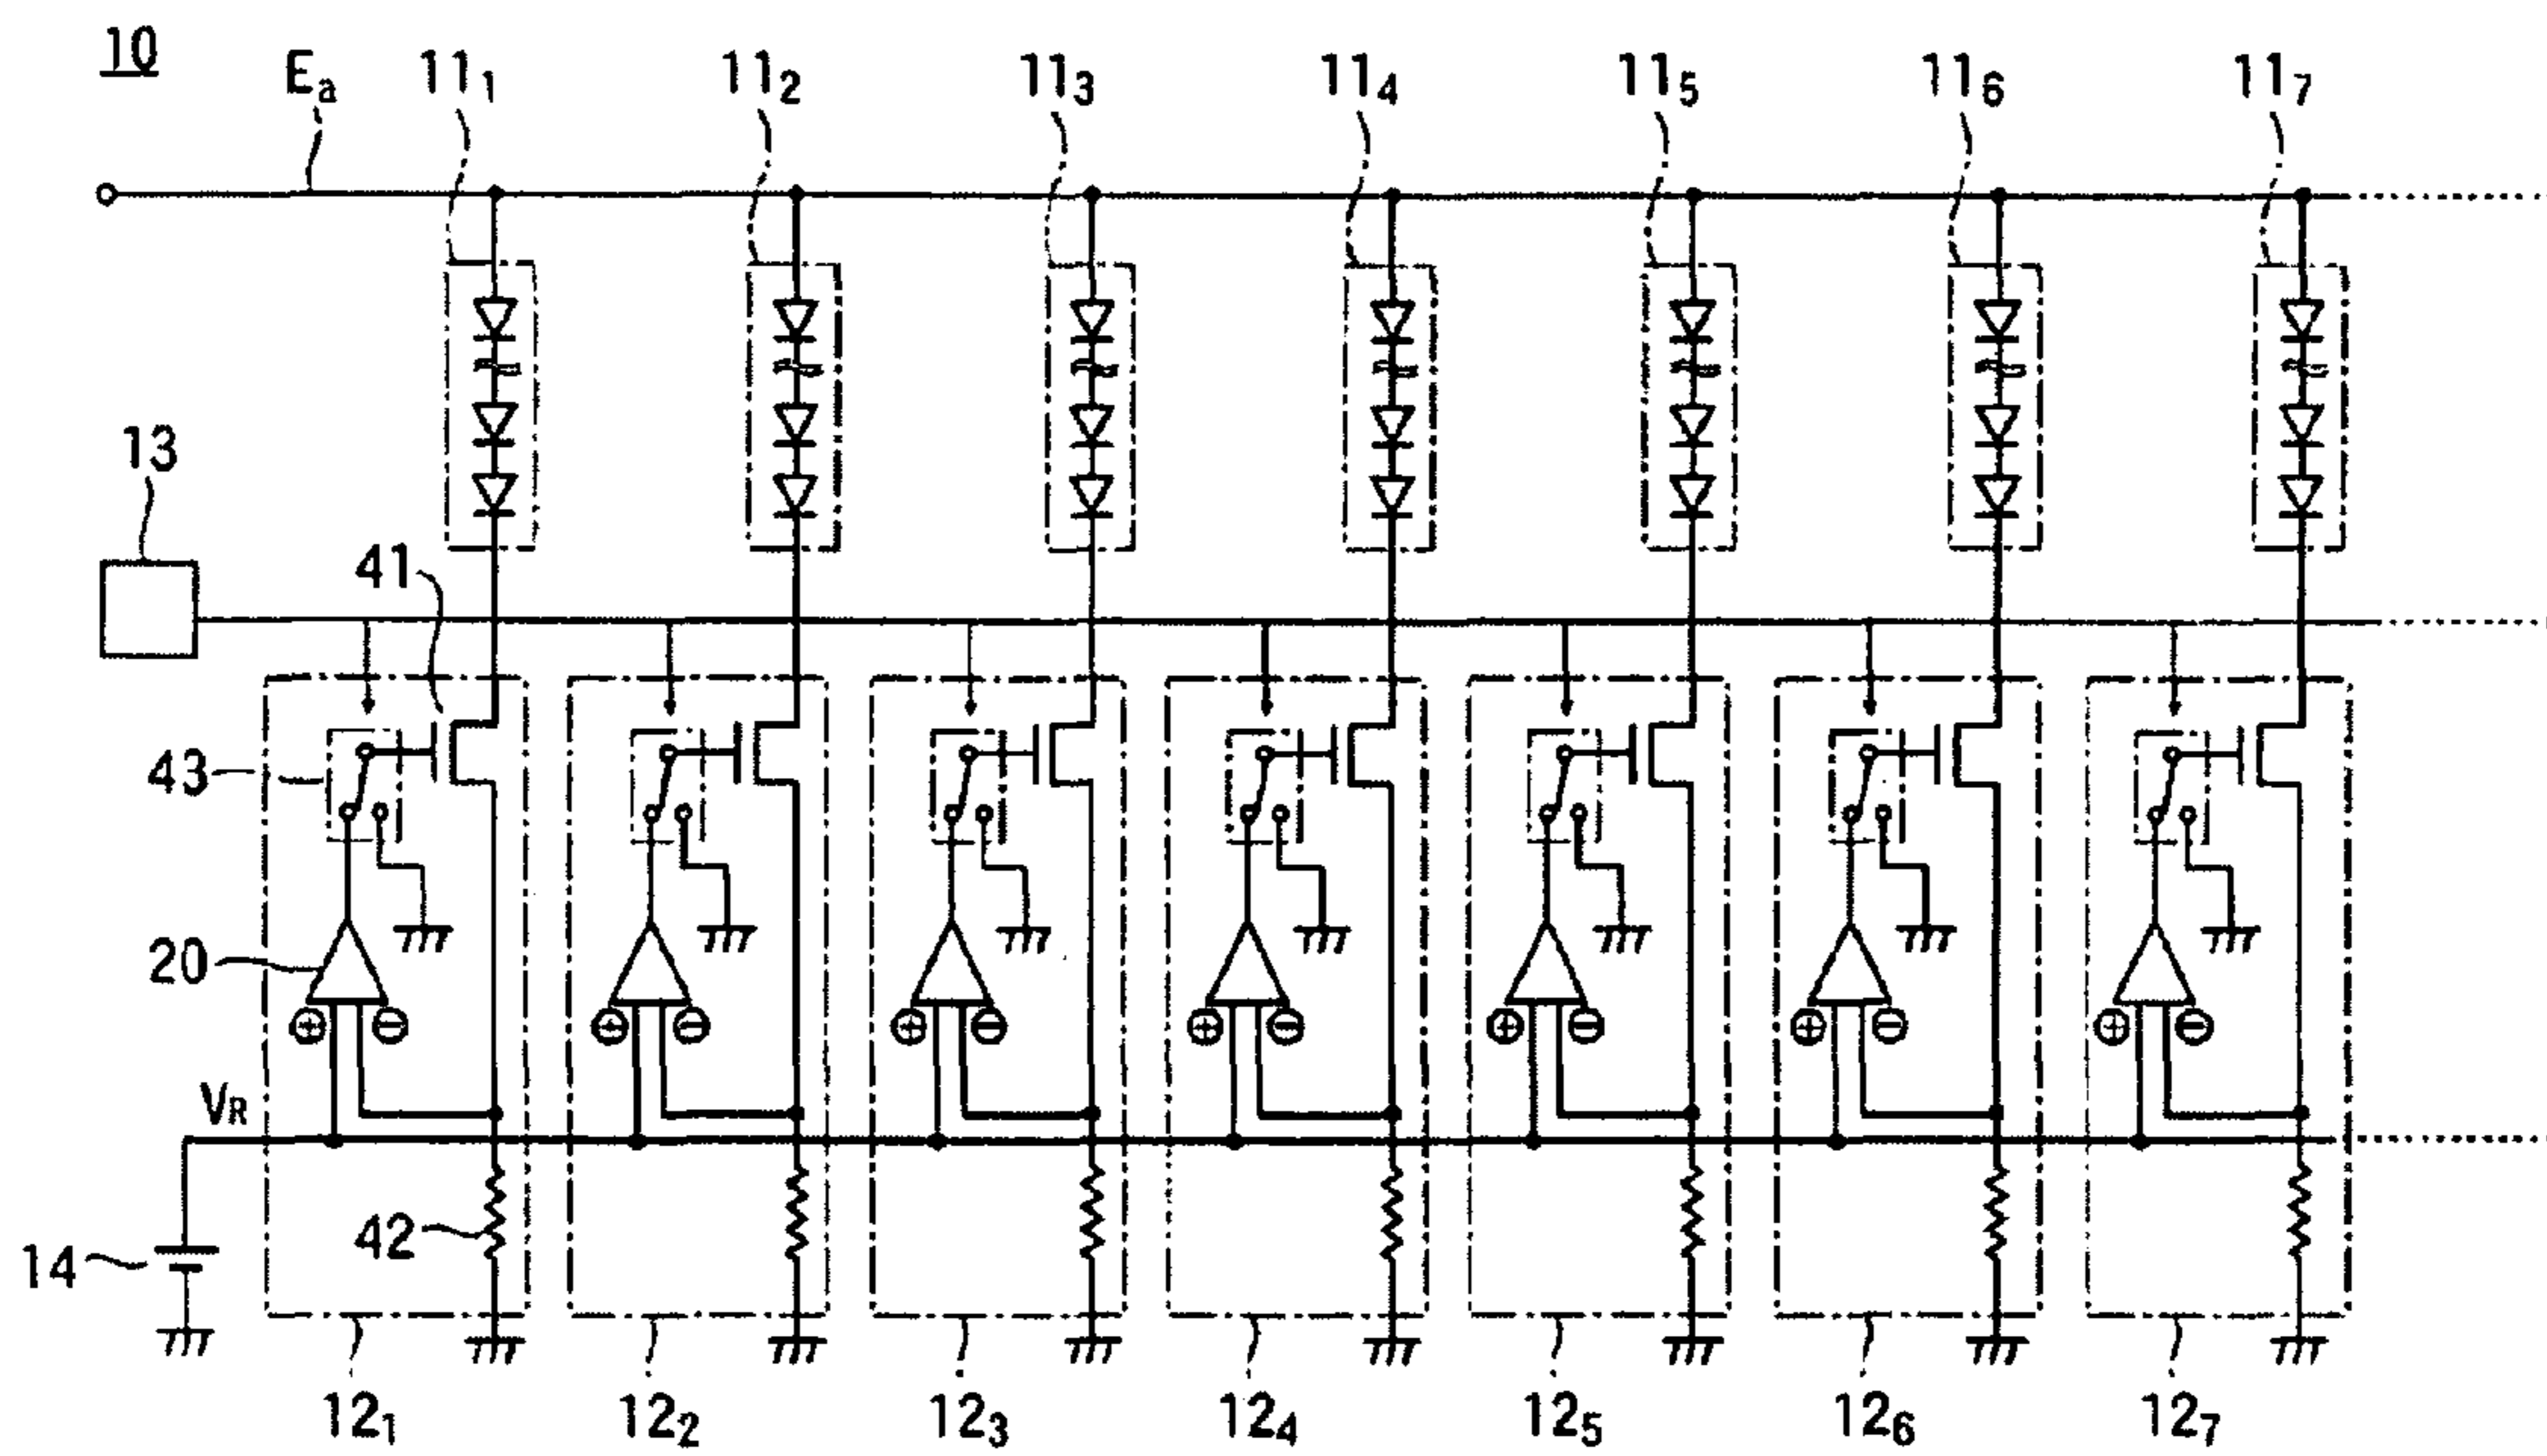 10
Ea 11₁ 11₂ 11₃ 11₄ 11₅ 11₆ 11₇
13
41
43
20
⊕ ⊖ ⊕ ⊖ ⊕ ⊖ ⊕ ⊖ ⊕ ⊖ ⊕ ⊖ ⊕ ⊖
VR
42
14
12₁ 12₂ 12₃ 12₄ 12₅ 12₆ 12₇